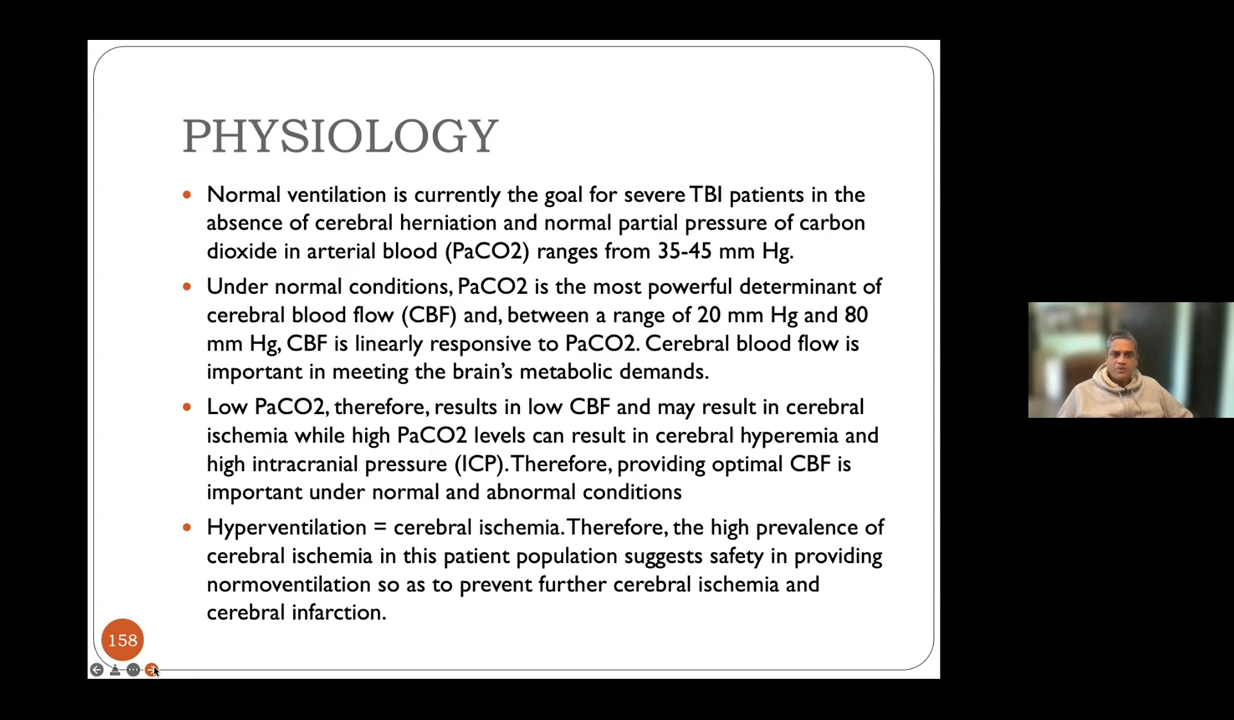 PHYSIOLOGY
• Normal ventilation is currently the goal for severe TBI patients in the
absence of cerebral herniation and normal partial pressure of carbon
dioxide in arterial blood (PaCO2) ranges from 35-45 mm Hg.
• Under normal conditions, PaCO2 is the most powerful determinant of
cerebral blood flow (CBF) and, between a range of 20 mm Hg and 80
mm Hg, CBF is linearly responsive to PaCO2. Cerebral blood flow is
important in meeting the brain's metabolic demands.
• Low PaCO2, therefore, results in low CBF and may result in cerebral
ischemia while high PaCO2 levels can result in cerebral hyperemia and
high intracranial pressure (ICP). Therefore, providing optimal CBF is
important under normal and abnormal conditions
• Hyperventilation = cerebral ischemia. Therefore, the high prevalence of
cerebral ischemia in this patient population suggests safety in providing
normoventilation so as to prevent further cerebral ischemia and
cerebral infarction.
158